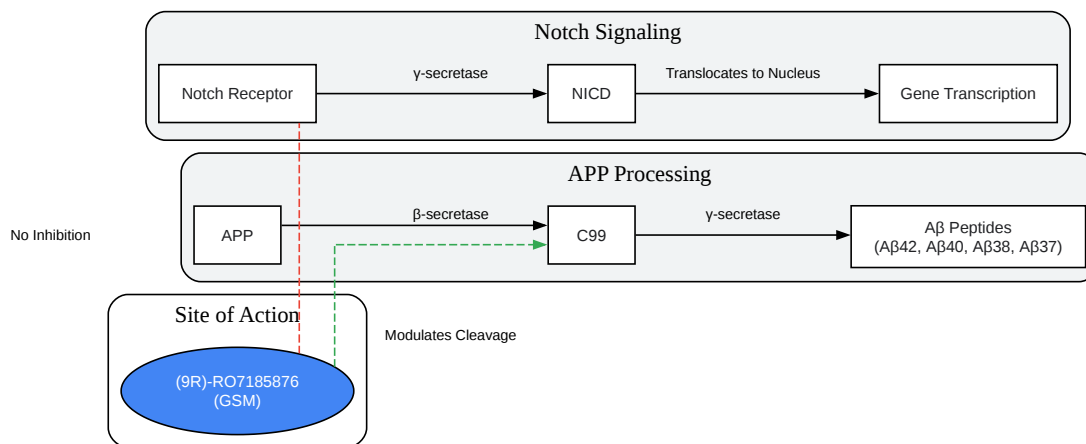 Notch Signaling
Notch Receptor
γ-secretase
NICD
Translocates to Nucleus
Gene Transcription
APP Processing
APP
β-secretase
C99
γ-secretase
Aβ Peptides
(Aβ42, Aβ40, Aβ38, Aβ37)
No Inhibition
Site of Action
Modulates Cleavage
(9R)-RO7185876
(GSM)